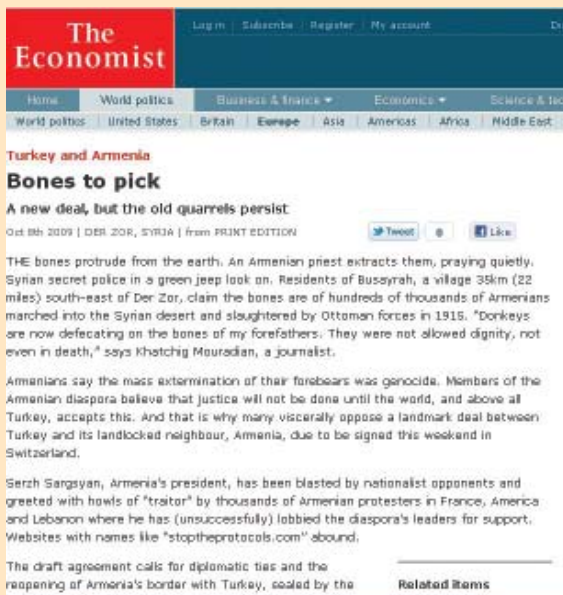 The
Economist
Log in Subscribe Register My account
Home World politics Business & finance Economics Science & tec
World politics United States Britain Europe Asia Americas Africa Middle East
Turkey and Armenia
Bones to pick
A new deal, but the old quarrels persist
Oct 8th 2009 | DER ZOR, SYRIA | from PRINT EDITION
Tweet 0 Like
THE bones protrude from the earth. An Armenian priest extracts them, praying quietly.
Syrian secret police in a green jeep look on. Residents of Busayrah, a village 35km (22
miles) south-east of Der Zor, claim the bones are of hundreds of thousands of Armenians
marched into the Syrian desert and slaughtered by Ottoman forces in 1915. "Donkeys
are now defecating on the bones of my forefathers. They were not allowed dignity, not
even in death," says Khatchig Mouradian, a journalist.
Armenians say the mass extermination of their forebears was genocide. Members of the
Armenian diaspora believe that justice will not be done until the world, and above all
Turkey, accepts this. And that is why many viscerally oppose a landmark deal between
Turkey and its landlocked neighbour, Armenia, due to be signed this weekend in
Switzerland.
Serzh Sargsyan, Armenia's president, has been blasted by nationalist opponents and
greeted with howls of "traitor" by thousands of Armenian protesters in France, America
and Lebanon where he has (unsuccessfully) lobbied the diaspora's leaders for support.
Websites with names like "stoptheprotocols.com" abound.
The draft agreement calls for diplomatic ties and the
reopening of Armenia's border with Turkey, sealed by the
Related items